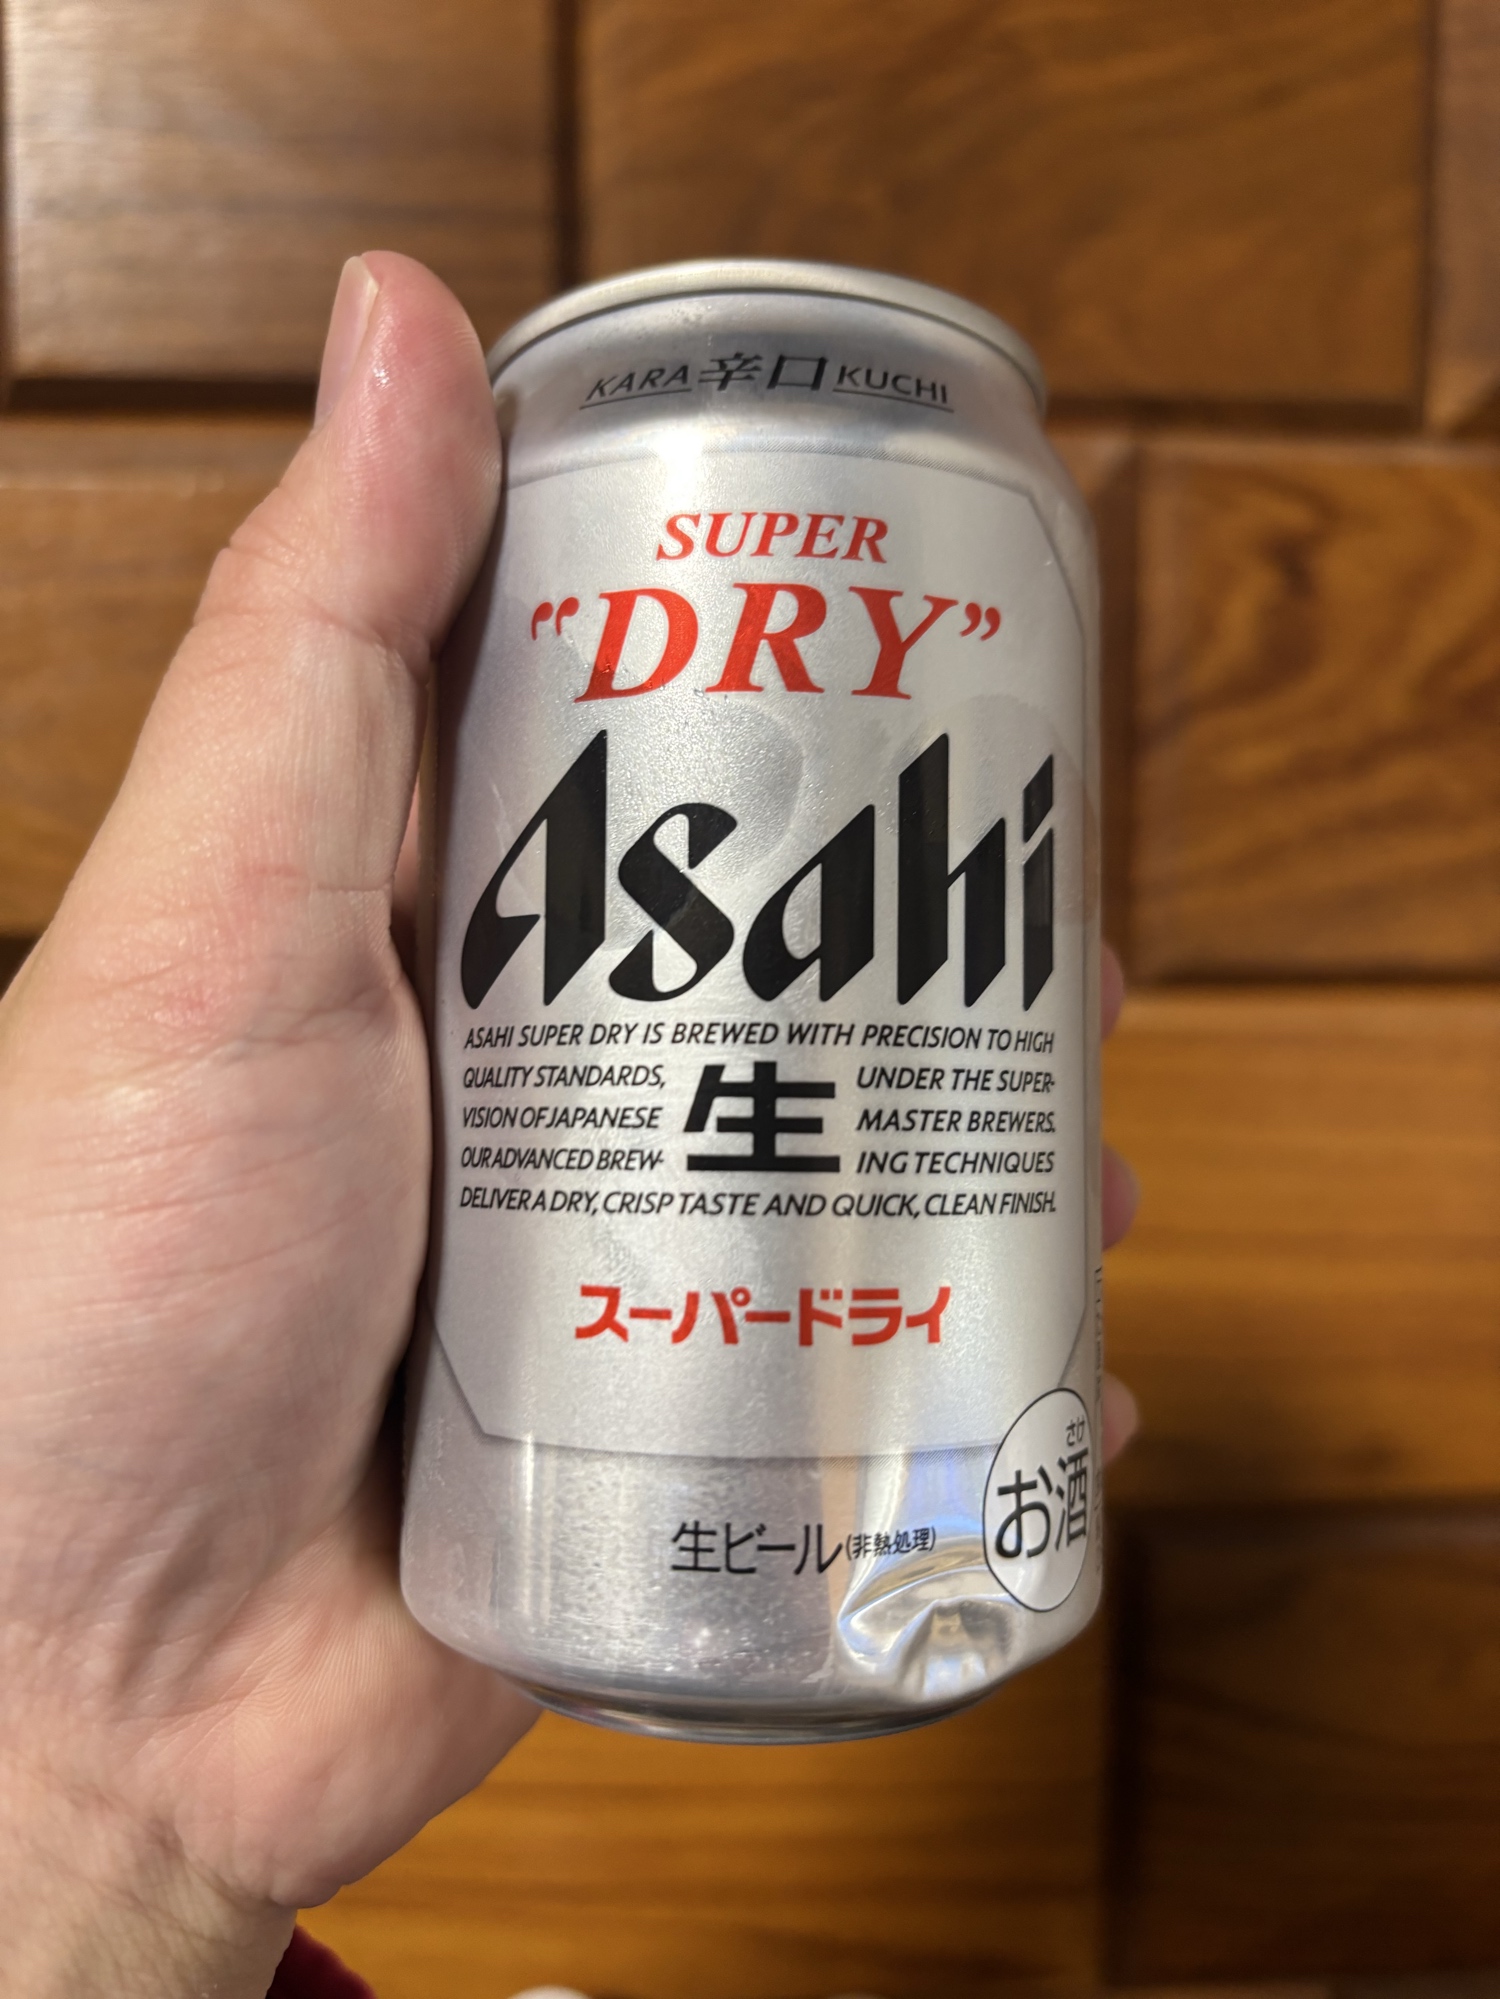 KARA 辛口 KUCHI
SUPER
“DRY”
Asahi
ASAHI SUPER DRY IS BREWED WITH PRECISION TO HIGH
QUALITY STANDARDS, UNDER THE SUPER-
VISION OF JAPANESE 生 MASTER BREWERS.
OUR ADVANCED BREW- ING TECHNIQUES
DELIVER A DRY, CRISP TASTE AND QUICK, CLEAN FINISH.
スーパードライ
さけ
お酒
生ビール(非熱処理)